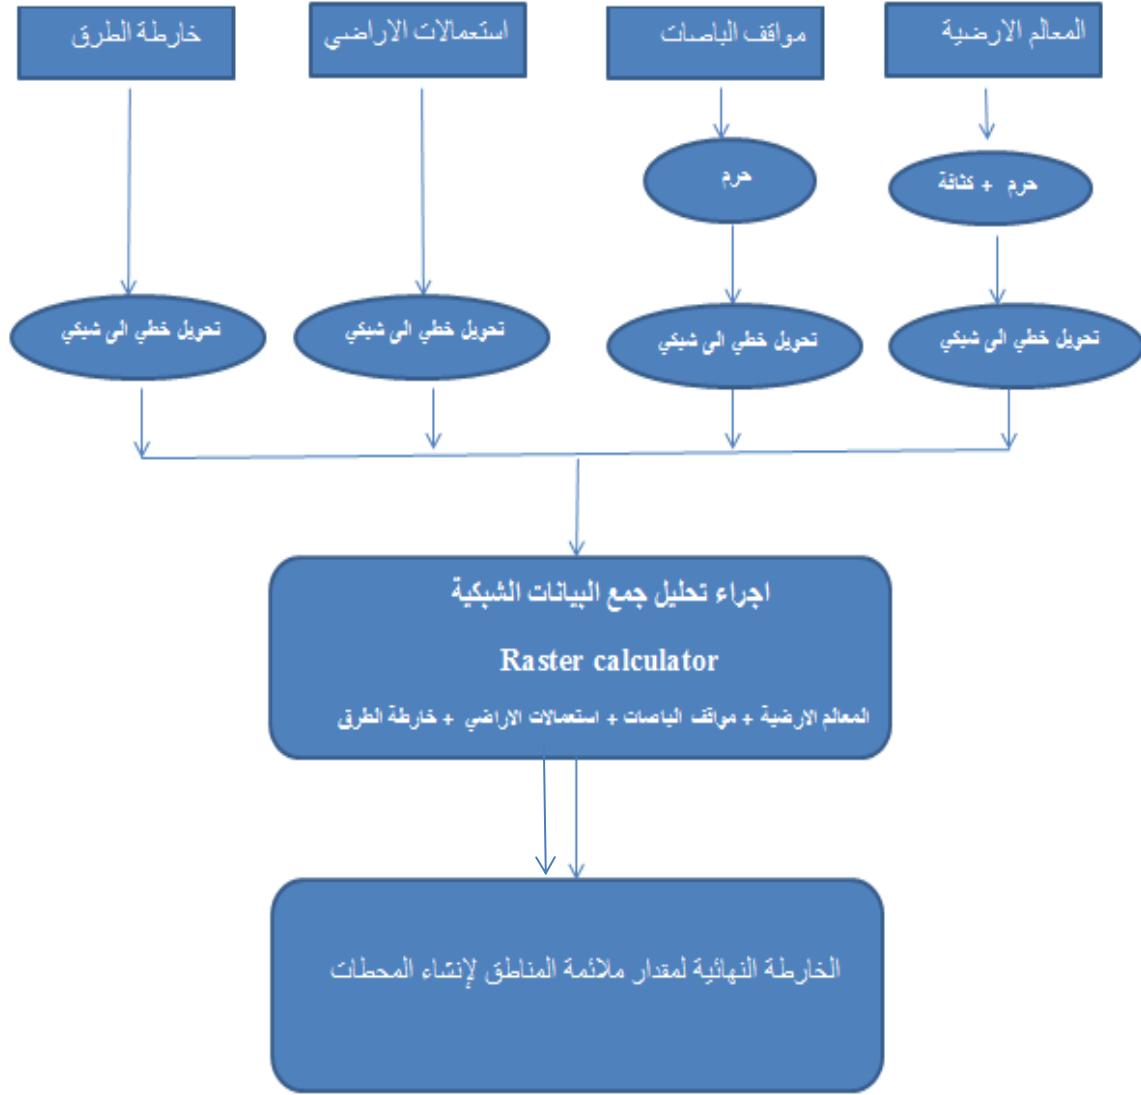 المعالم الارضية
مواقف الباصات
استعمالات الاراضي
خارطة الطرق
حرم + كثافة
حرم
تحويل خطي الى شبكي
تحويل خطي الى شبكي
تحويل خطي الى شبكي
تحويل خطي الى شبكي
اجراء تحليل جمع البيانات الشبكية
Raster calculator
المعالم الارضية + مواقف الباصات + استعمالات الاراضي + خارطة الطرق
الخارطة النهائية لمقدار ملائمة المناطق لإنشاء المحطات